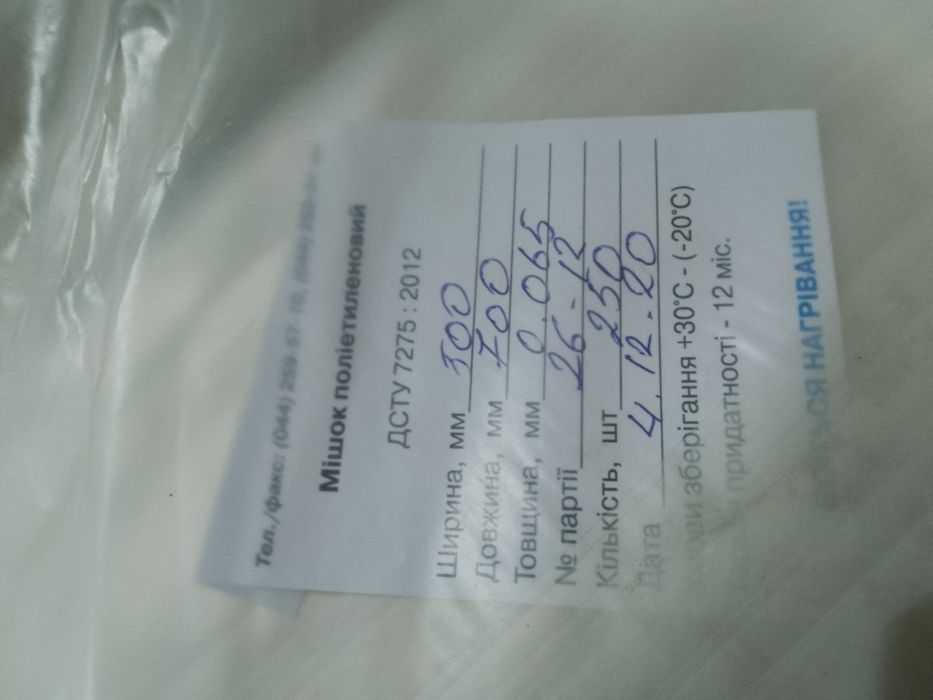 Тел./факс: (044) 259-57-
Мішок поліетиленовий
ДСТУ 7275 : 2012
Ширина, мм 500
Довжина, мм 700
Товщина, мм 0.065
№ партії 26-12
Кількість, шт 250
Дата 4.12.20
зберігання +30°С - (-20°С)
придатності - 12 міс.
НАГРІВАННЯ!